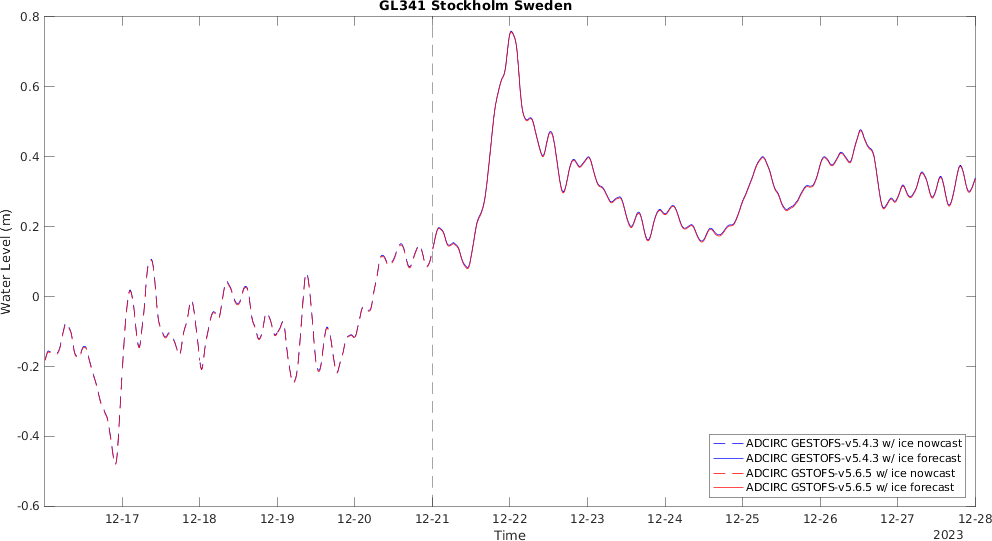 GL341 Stockholm Sweden
0.8
0.6
0.4
0.2
0
-0.2
-0.4
-0.6
Water Level (m)
ADCIRC GESTOFS-v5.4.3 w/ ice nowcast
ADCIRC GESTOFS-v5.4.3 w/ ice forecast
ADCIRC GSTOFS-v5.6.5 w/ ice nowcast
ADCIRC GSTOFS-v5.6.5 w/ ice forecast
12-17 12-18 12-19 12-20 12-21 12-22 12-23 12-24 12-25 12-26 12-27 12-28
Time
2023